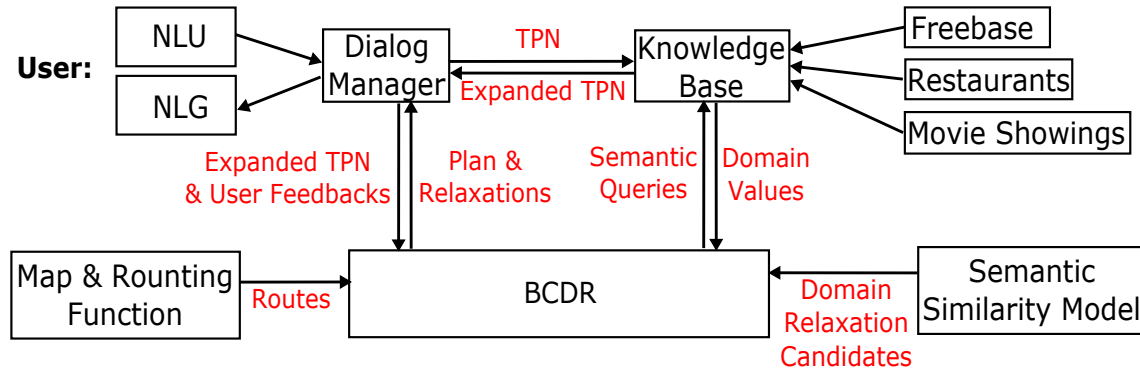 User:
NLU
NLG
Dialog
Manager
TPN
Expanded TPN
Knowledge
Base
Freebase
Restaurants
Movie Showings
Expanded TPN
& User Feedbacks
Plan &
Relaxations
Semantic
Queries
Domain
Values
Map & Rounting
Function
Routes
BCDR
Domain
Relaxation
Candidates
Semantic
Similarity Model